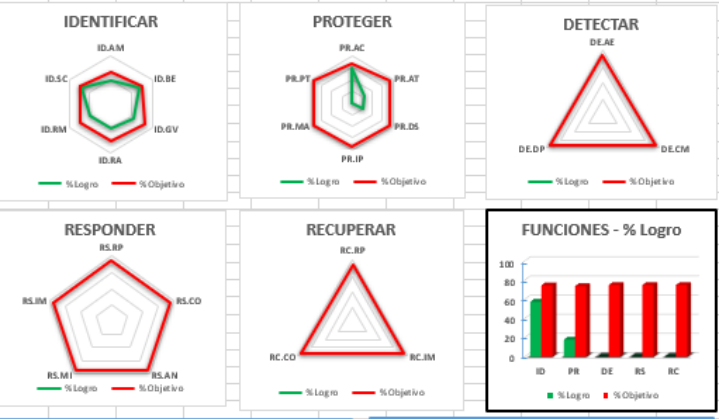 IDENTIFICAR
ID.AM
ID.SC
ID.BE
ID.RM
ID.GV
ID.RA
%Logro
%Objetivo
PROTEGER
PR.AC
PR.PT
PR.AT
PR.MA
PR.DS
PR.IP
%Logro
%Objetivo
DETECTAR
DE.AE
DE.DP
DE.CM
%Logro
%Objetivo
RESPONDER
RS.RP
RS.IM
RS.CO
RS.MI
RS.AN
%Logro
%Objetivo
RECUPERAR
RC.RP
RC.CO
RC.IM
%Logro
%Objetivo
FUNCIONES - % Logro
100
80
60
40
20
0
ID PR DE RS RC
%Logro
%Objetivo